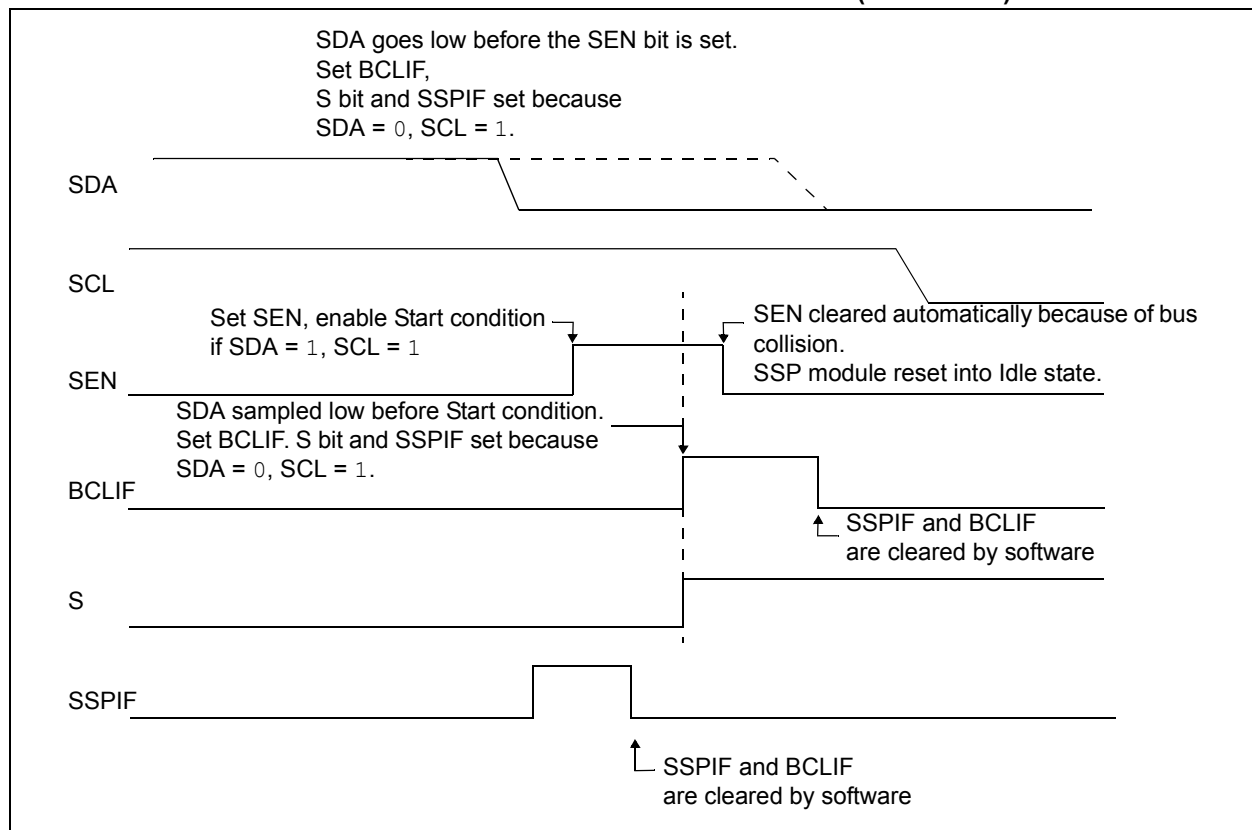 SDA goes low before the SEN bit is set.
Set BCLIF,
S bit and SSPIF set because
SDA = 0, SCL = 1.
SDA
SCL
Set SEN, enable Start condition
if SDA = 1, SCL = 1
SEN cleared automatically because of bus
collision.
SSP module reset into Idle state.
SEN
SDA sampled low before Start condition.
Set BCLIF. S bit and SSPIF set because
SDA = 0, SCL = 1.
BCLIF
SSPIF and BCLIF
are cleared by software
S
SSPIF
SSPIF and BCLIF
are cleared by software